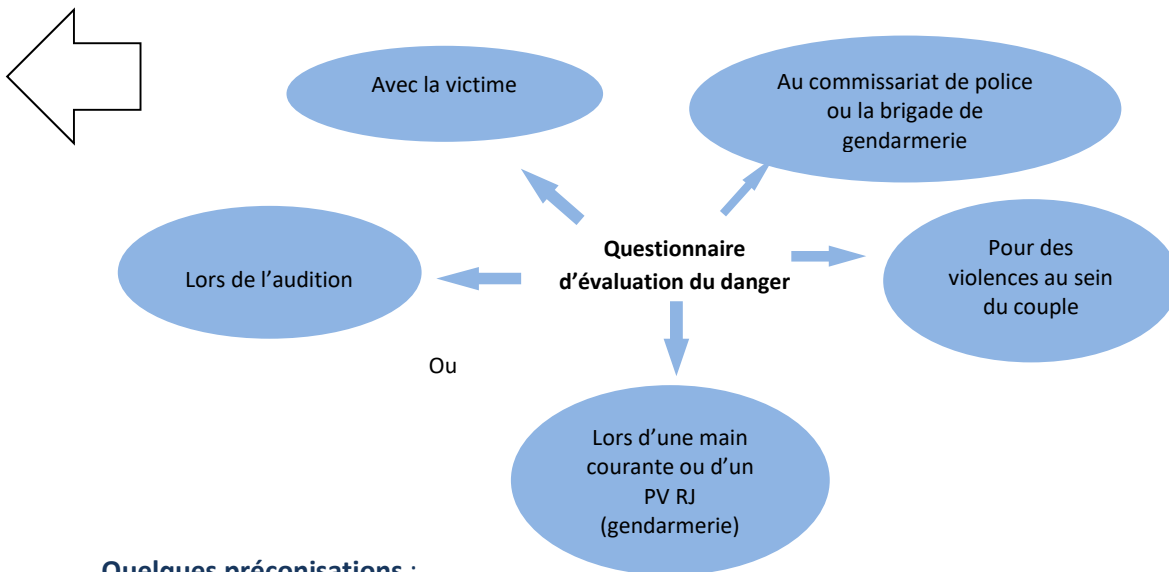 Avec la victime
Au commissariat de police
ou la brigade de
gendarmerie
Questionnaire
d’évaluation du danger
Pour des
violences au sein
du couple
Lors de l’audition
Ou
Lors d’une main
courante ou d’un
PV RJ
(gendarmerie)
Quelques préconisations :